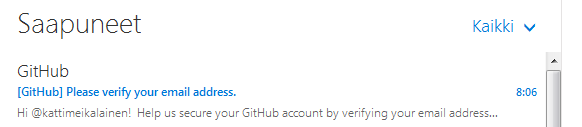 Saapuneet
Kaikki
GitHub
[GitHub] Please verify your email address.
8:06
Hi @kattimeikalainen! Help us secure your GitHub account by verifying your email address...